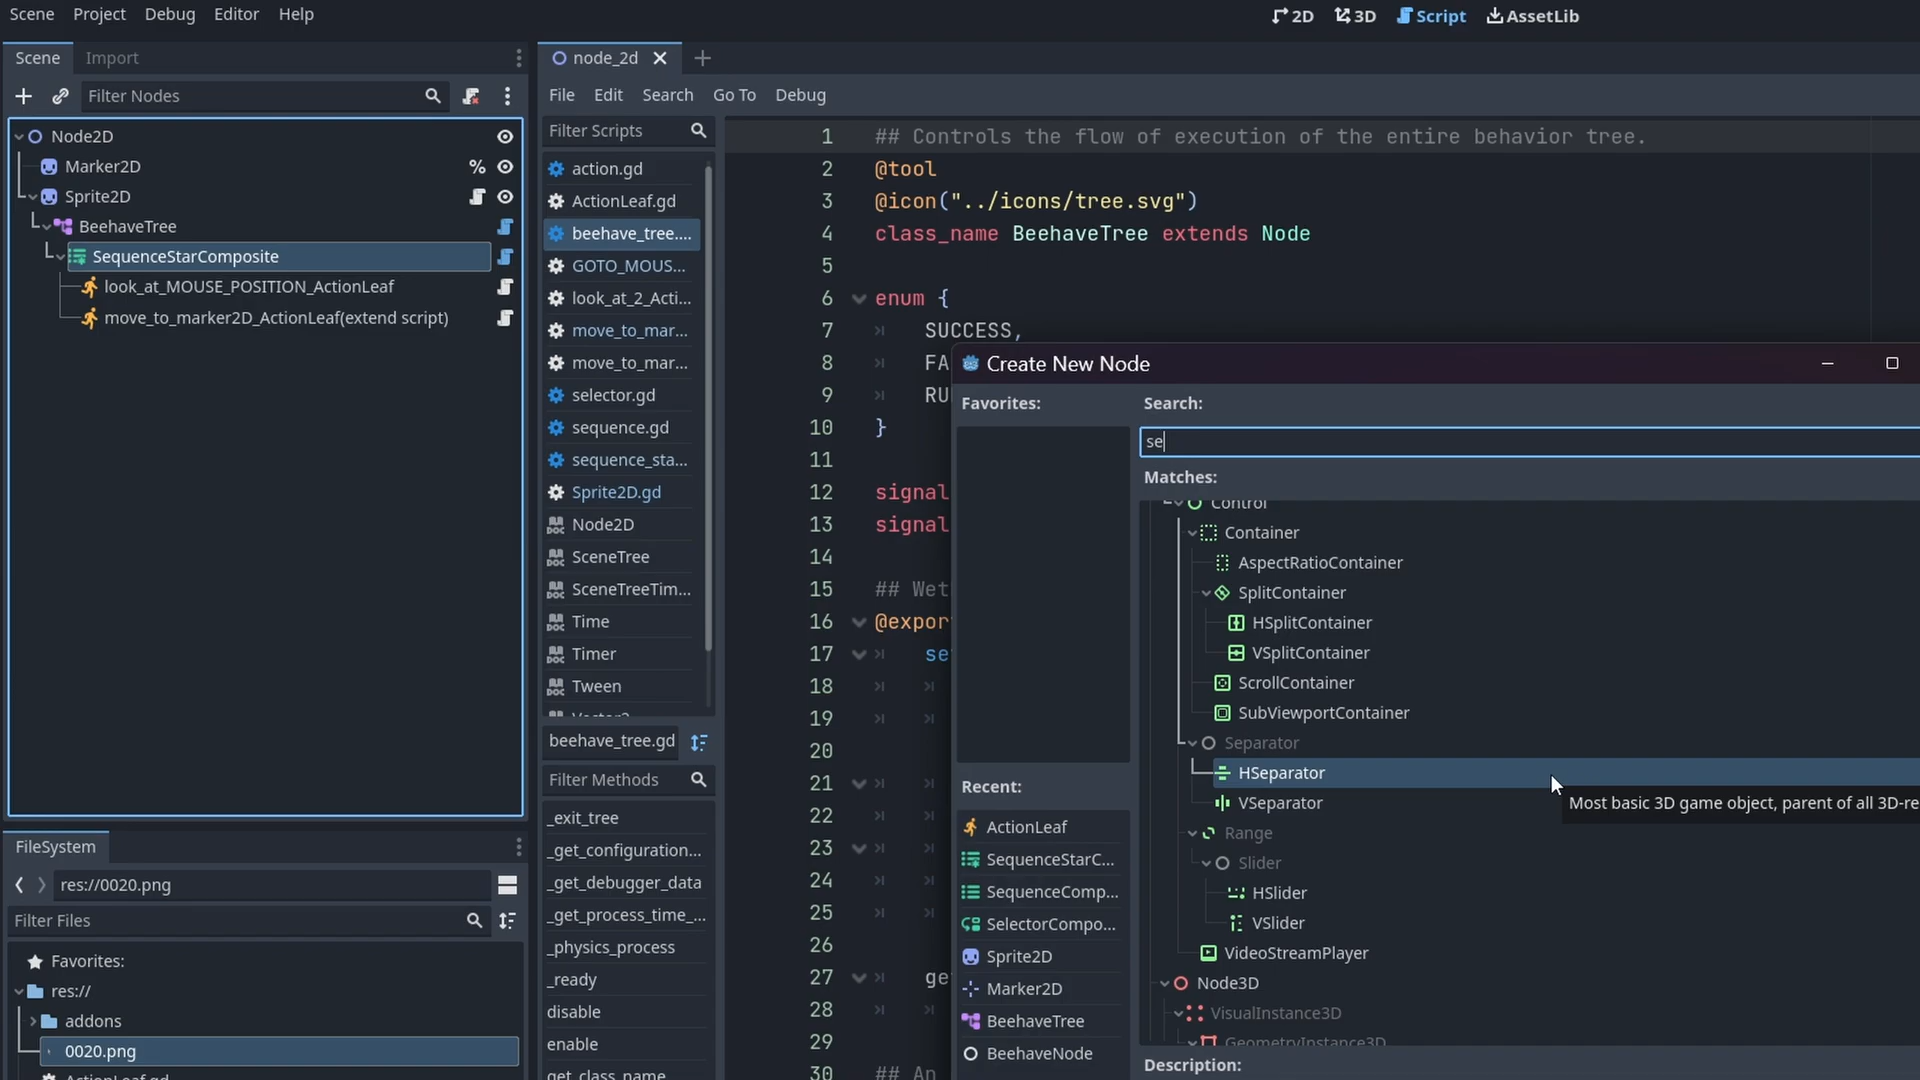 Scene Project Debug Editor Help
2D 3D Script AssetLib
Scene Import
Filter Nodes
Node2D
Marker2D
%
Sprite2D
BeehaveTree
SequenceStarComposite
look_at_MOUSE_POSITION_ActionLeaf
move_to_marker2D_ActionLeaf(extend script)
FileSystem
res://0020.png
Filter Files
Favorites:
res://
addons
0020.png
ActionLeaf.gd
node_2d
File Edit Search Go To Debug
Filter Scripts
action.gd
ActionLeaf.gd
beehave_tree....
GOTO_MOUS...
look_at_2_Acti...
move_to_mar...
move_to_mar...
selector.gd
sequence.gd
sequence_sta...
Sprite2D.gd
Node2D
SceneTree
SceneTreeTim...
Time
Timer
Tween
Vector2
beehave_tree.gd
Filter Methods
_exit_tree
_get_configuration...
_get_debugger_data
_get_process_time_...
_physics_process
_ready
disable
enable
get_class_name
1 ## Controls the flow of execution of the entire behavior tree.
2 @tool
3 @icon("../icons/tree.svg")
4 class_name BeehaveTree extends Node
5
6 enum {
7 SUCCESS,
8 FA
9 RU
10 }
11
12 signal
13 signal
14
15 ## Wet
16 @expor
17 se
18
19
20
21
22
23
24
25
26
27 ge
28
29
30 ## An
Create New Node
Favorites:
Search:
se
Matches:
Control
Container
AspectRatioContainer
SplitContainer
HSplitContainer
VSplitContainer
ScrollContainer
SubViewportContainer
Separator
HSeparator
VSeparator
Most basic 3D game object, parent of all 3D-re
Range
Slider
HSlider
VSlider
VideoStreamPlayer
Node3D
VisualInstance3D
GeometryInstance3D
Description:
Recent:
ActionLeaf
SequenceStarC...
SequenceComp...
SelectorCompo...
Sprite2D
Marker2D
BeehaveTree
BeehaveNode